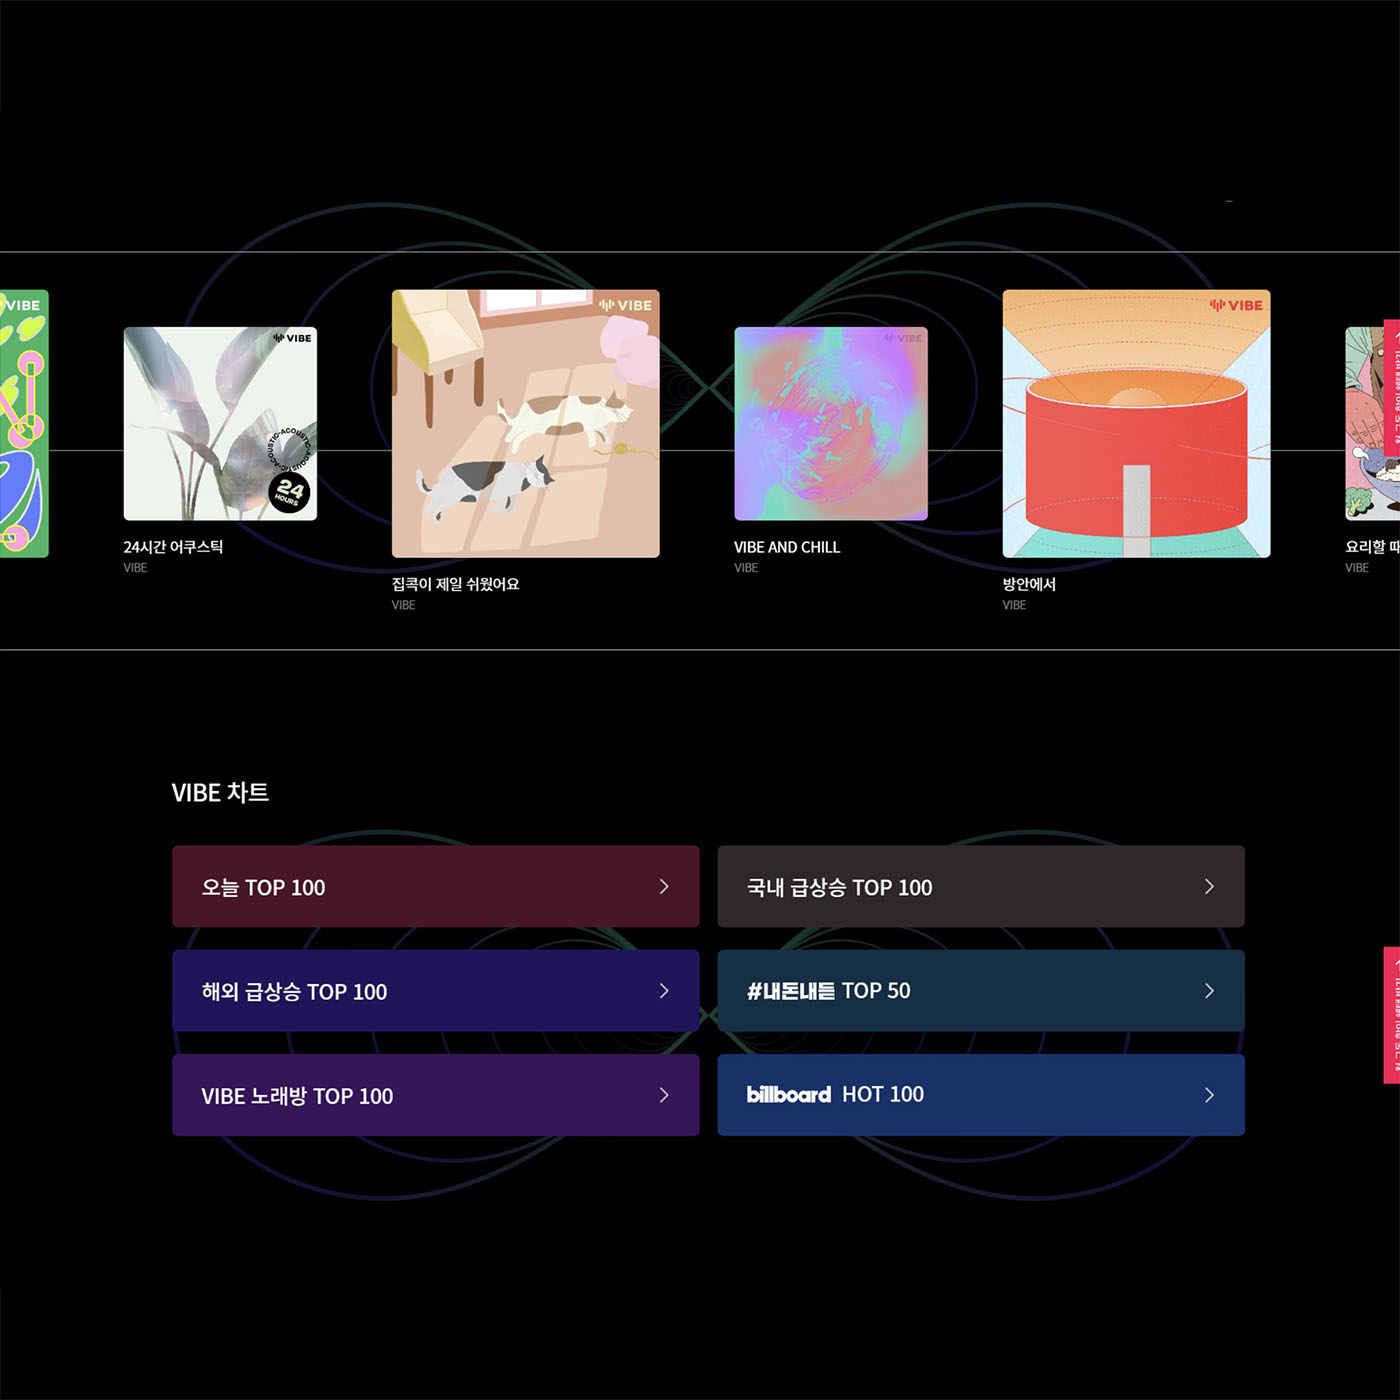 VIBE
VIBE
ACOUSTIC-ACOUSTIC-ACOUSTIC-
24
HOURS
24시간 어쿠스틱
VIBE
VIBE
집콕이 제일 쉬웠어요
VIBE
VIBE
VIBE AND CHILL
VIBE
VIBE
방안에서
VIBE
요리할 때
VIBE
VIBE 차트
오늘 TOP 100
국내 급상승 TOP 100
해외 급상승 TOP 100
#내돈내듣 TOP 50
VIBE 노래방 TOP 100
billboard HOT 100